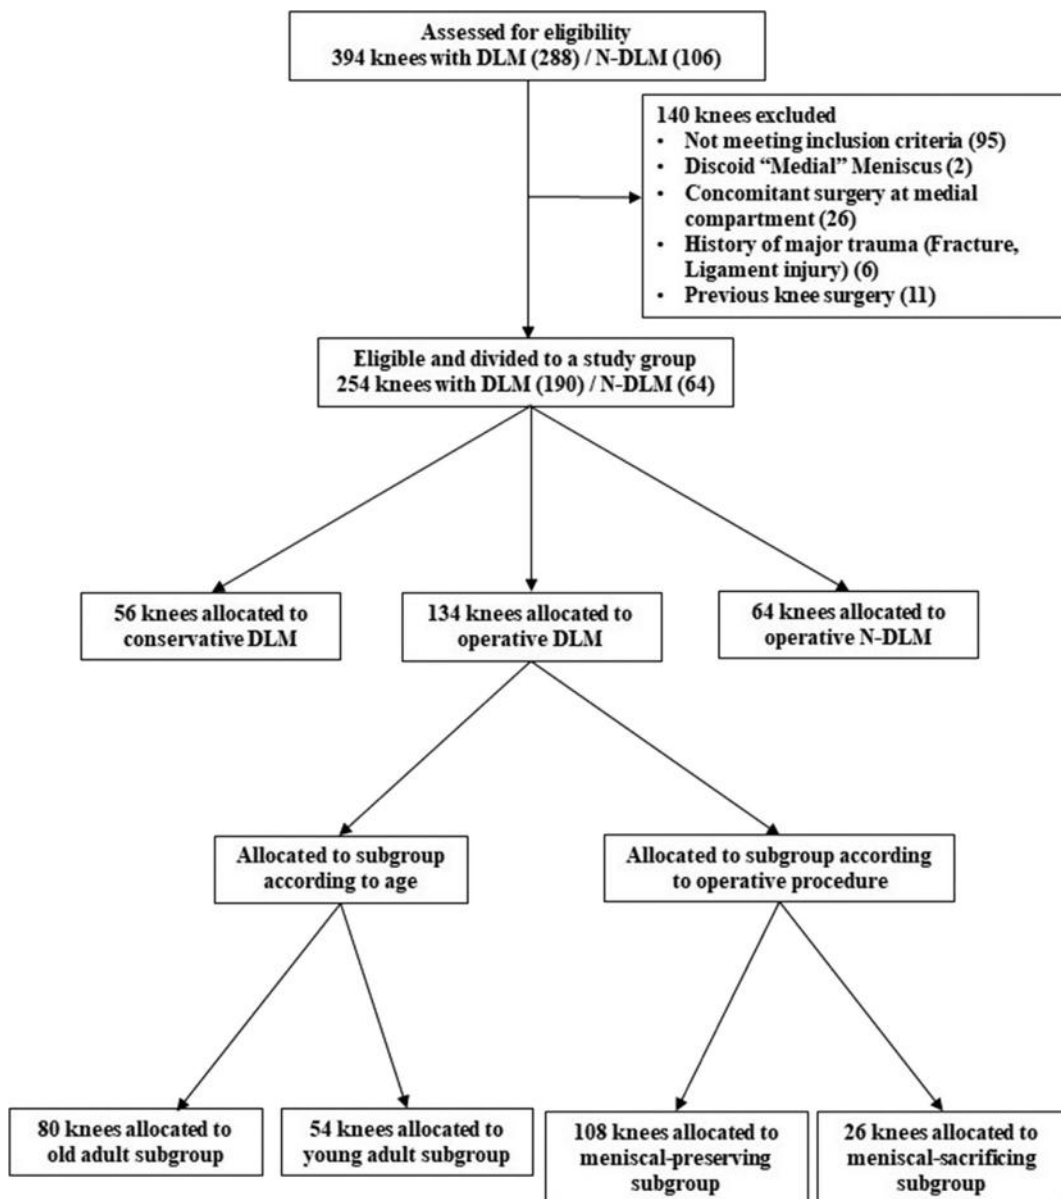 Assessed for eligibility
394 knees with DLM (288) / N-DLM (106)
140 knees excluded
• Not meeting inclusion criteria (95)
• Discoid “Medial” Meniscus (2)
• Concomitant surgery at medial
compartment (26)
• History of major trauma (Fracture,
Ligament injury) (6)
• Previous knee surgery (11)
Eligible and divided to a study group
254 knees with DLM (190) / N-DLM (64)
56 knees allocated to
conservative DLM
134 knees allocated to
operative DLM
64 knees allocated to
operative N-DLM
Allocated to subgroup
according to age
Allocated to subgroup according
to operative procedure
80 knees allocated to
old adult subgroup
54 knees allocated to
young adult subgroup
108 knees allocated to
meniscal-preserving
subgroup
26 knees allocated to
meniscal-sacrificing
subgroup